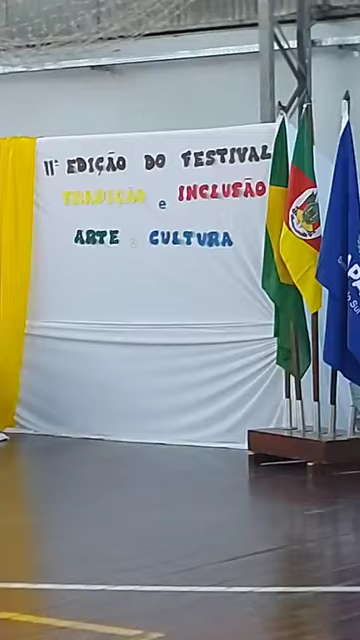 11ª EDIÇÃO DO FESTIVAL
TRADIÇÃO e INCLUSÃO
ARTE e CULTURA